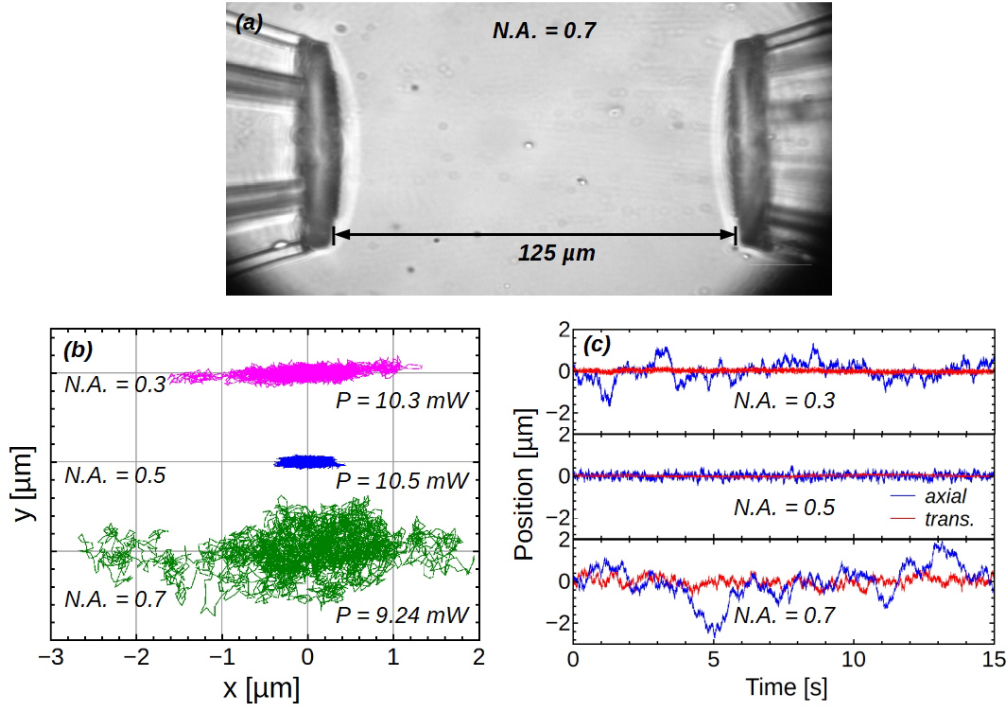 (a)
N.A. = 0.7
125 µm
(b)
N.A. = 0.3
P = 10.3 mW
N.A. = 0.5
P = 10.5 mW
N.A. = 0.7
P = 9.24 mW
y [µm]
−3 −2 −1 0 1 2
x [µm]
(c)
2
0
−2
N.A. = 0.3
2
0
−2
N.A. = 0.5
axial
trans.
2
0
−2
N.A. = 0.7
Position [µm]
0 5 10 15
Time [s]